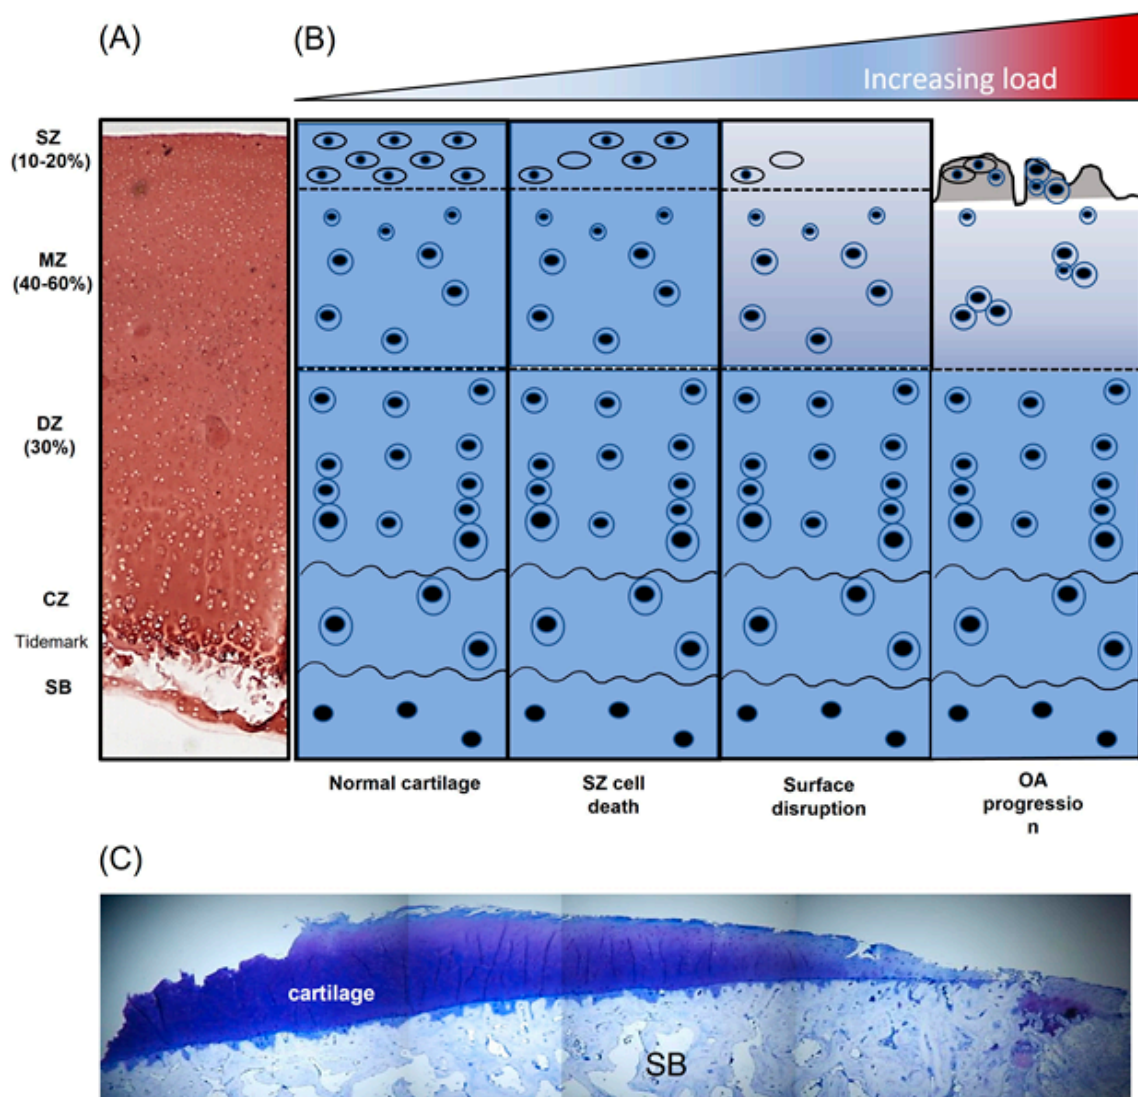 (A)
(B)
Increasing load
SZ
(10-20%)
MZ
(40-60%)
DZ
(30%)
CZ
Tidemark
SB
Normal cartilage
SZ cell
death
Surface
disruption
OA
progressio
n
(C)
cartilage
SB